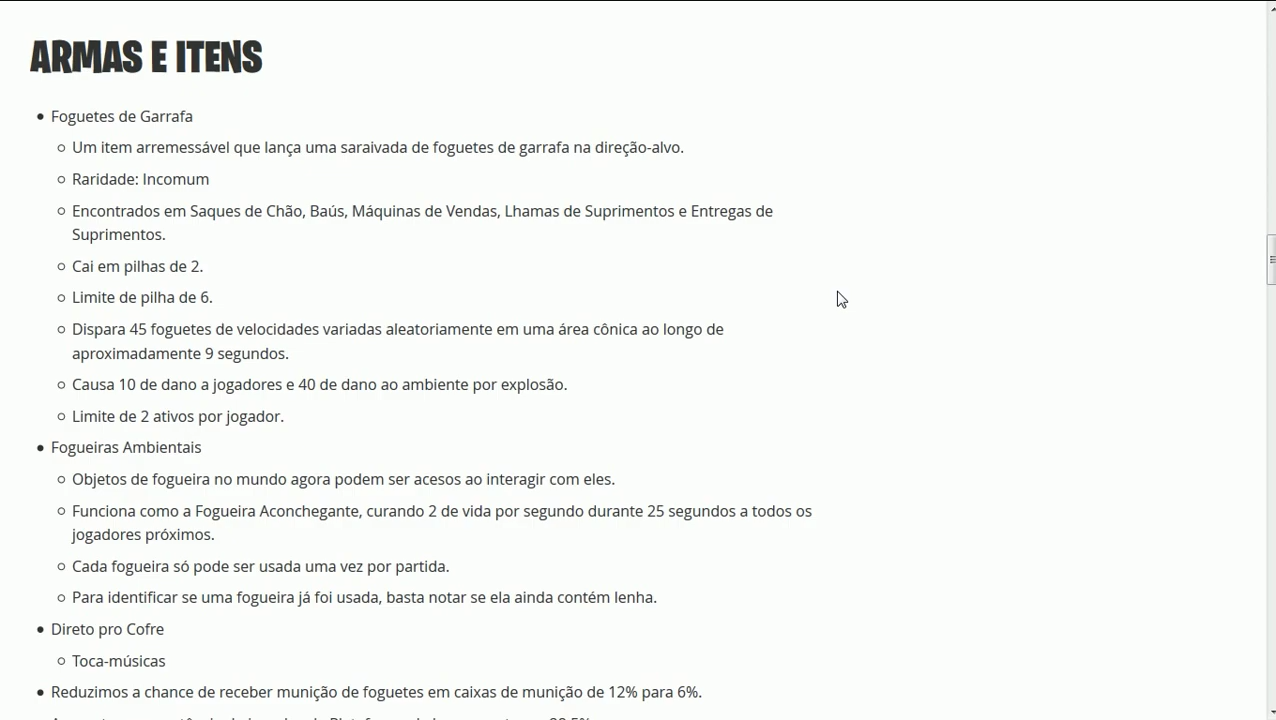 ARMAS E ITENS
Foguetes de Garrafa
Um item arremessável que lança uma saraivada de foguetes de garrafa na direção-alvo.
Raridade: Incomum
Encontrados em Saques de Chão, Baús, Máquinas de Vendas, Lhamas de Suprimentos e Entregas de
Suprimentos.
Cai em pilhas de 2.
Limite de pilha de 6.
Dispara 45 foguetes de velocidades variadas aleatoriamente em uma área cônica ao longo de
aproximadamente 9 segundos.
Causa 10 de dano a jogadores e 40 de dano ao ambiente por explosão.
Limite de 2 ativos por jogador.
Fogueiras Ambientais
Objetos de fogueira no mundo agora podem ser acesos ao interagir com eles.
Funciona como a Fogueira Aconchegante, curando 2 de vida por segundo durante 25 segundos a todos os
jogadores próximos.
Cada fogueira só pode ser usada uma vez por partida.
Para identificar se uma fogueira já foi usada, basta notar se ela ainda contém lenha.
Direto pro Cofre
Toca-músicas
Reduzimos a chance de receber munição de foguetes em caixas de munição de 12% para 6%.